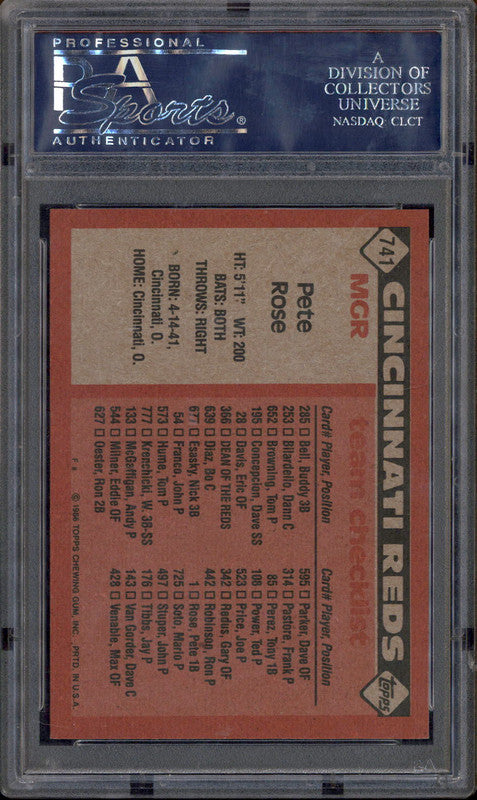 PROFESSIONAL
PSA
Sports®
AUTHENTICATOR
A
DIVISION OF
COLLECTORS
UNIVERSE
NASDAQ CLCT
741
CINCINNATI REDS
topps
MGR
team checklist
Pete
Rose
HT: 5'11" WT: 200
BATS: BOTH
THROWS: RIGHT
BORN: 4-14-41,
Cincinnati, O.
HOME: Cincinnati, O.
Card# Player, Position
285 □ Bell, Buddy 3B
253 □ Bilardello, Dann C
652 □ Browning, Tom P
195 □ Concepcion, Dave SS
28 □ Davis, Eric OF
366 □ DEAN OF THE REDS
639 □ Diaz, Bo C
677 □ Esasky, Nick 3B
54 □ Franco, John P
573 □ Hume, Tom P
777 □ Krenchicki, W. 3B-SS
133 □ McGaffigan, Andy P
544 □ Milner, Eddie OF
627 □ Oester, Ron 2B
Card# Player, Position
595 □ Parker, Dave OF
314 □ Pastore, Frank P
85 □ Perez, Tony 1B
108 □ Power, Ted P
523 □ Price, Joe P
342 □ Redus, Gary OF
442 □ Robinson, Ron P
1 □ Rose, Pete 1B
725 □ Soto, Mario P
497 □ Stuper, John P
176 □ Tibbs, Jay P
143 □ Van Gorder, Dave C
428 □ Venable, Max OF
© 1986 TOPPS CHEWING GUM, INC. PRTD. IN U.S.A.